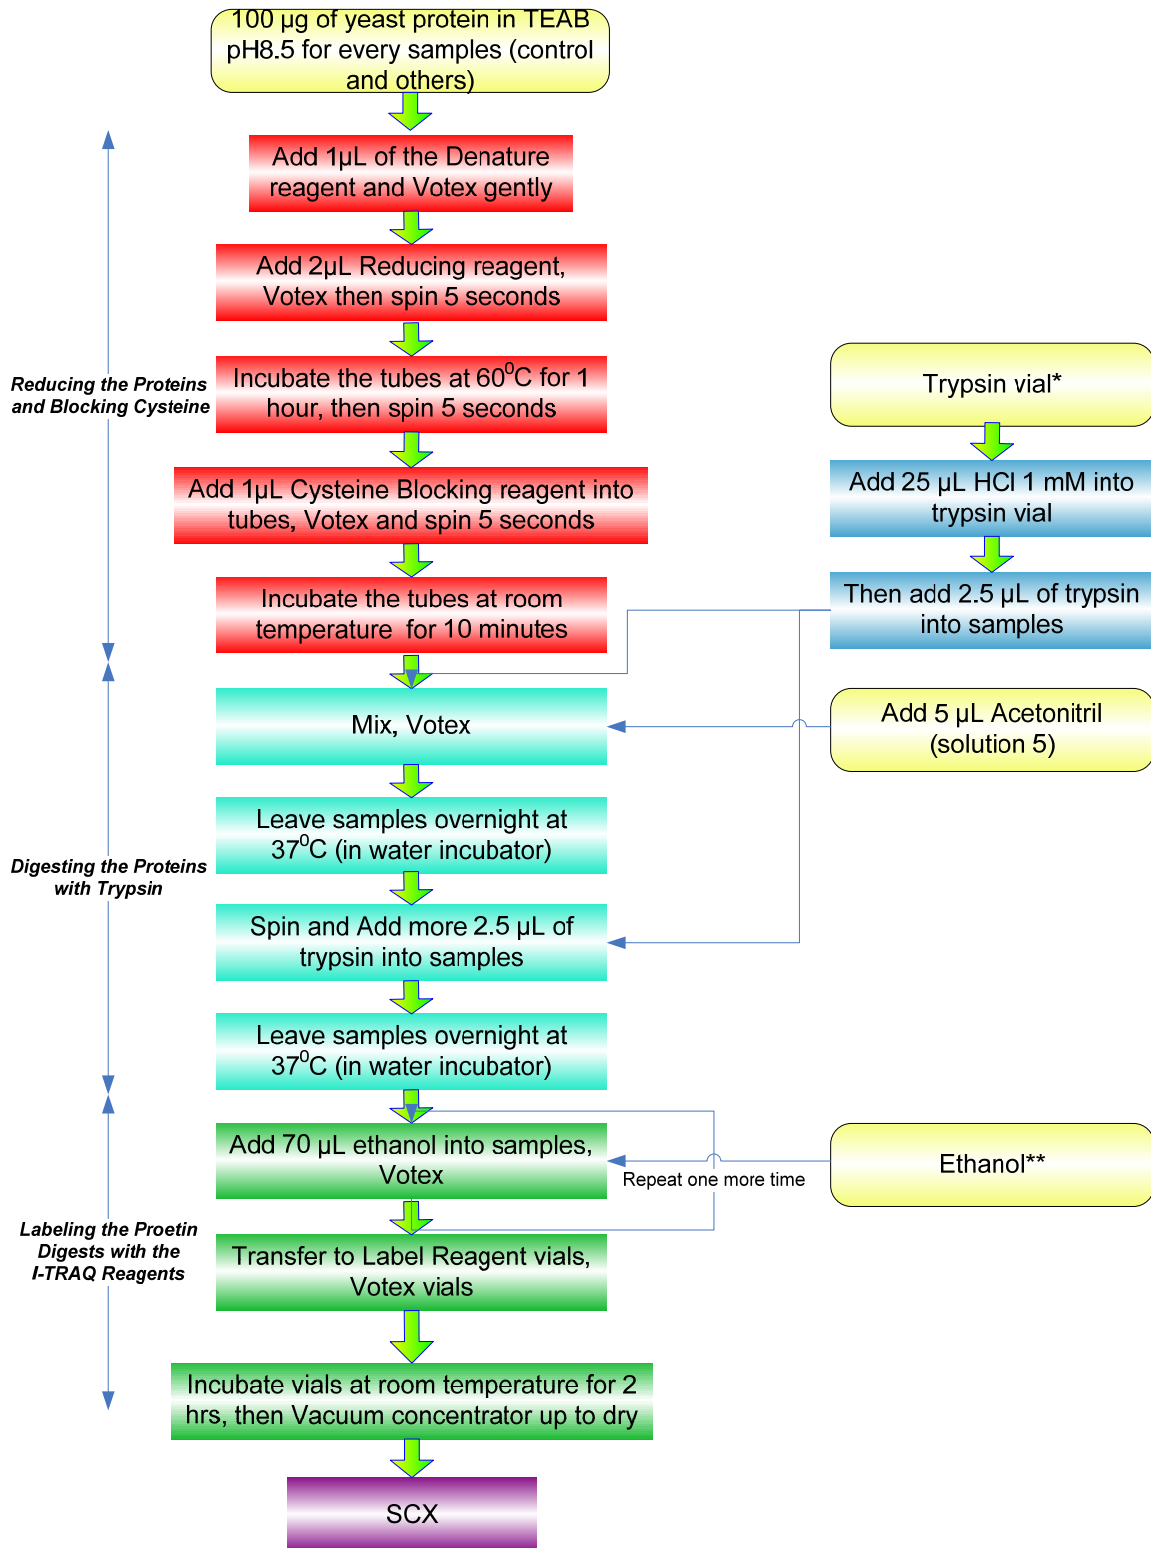 100 µg of yeast protein in TEAB
pH8.5 for every samples (control
and others)
Add 1µL of the Denature
reagent and Votex gently
Add 2µL Reducing reagent,
Votex then spin 5 seconds
Reducing the Proteins
and Blocking Cysteine
Incubate the tubes at 60⁰C for 1
hour, then spin 5 seconds
Trypsin vial*
Add 1µL Cysteine Blocking reagent into
tubes, Votex and spin 5 seconds
Add 25 µL HCl 1 mM into
trypsin vial
Incubate the tubes at room
temperature for 10 minutes
Then add 2.5 µL of trypsin
into samples
Mix, Votex
Add 5 µL Acetonitril
(solution 5)
Leave samples overnight at
37⁰C (in water incubator)
Digesting the Proteins
with Trypsin
Spin and Add more 2.5 µL of
trypsin into samples
Leave samples overnight at
37⁰C (in water incubator)
Add 70 µL ethanol into samples,
Votex
Ethanol**
Repeat one more time
Labeling the Proetin
Digests with the
I-TRAQ Reagents
Transfer to Label Reagent vials,
Votex vials
Incubate vials at room temperature for 2
hrs, then Vacuum concentrator up to dry
SCX